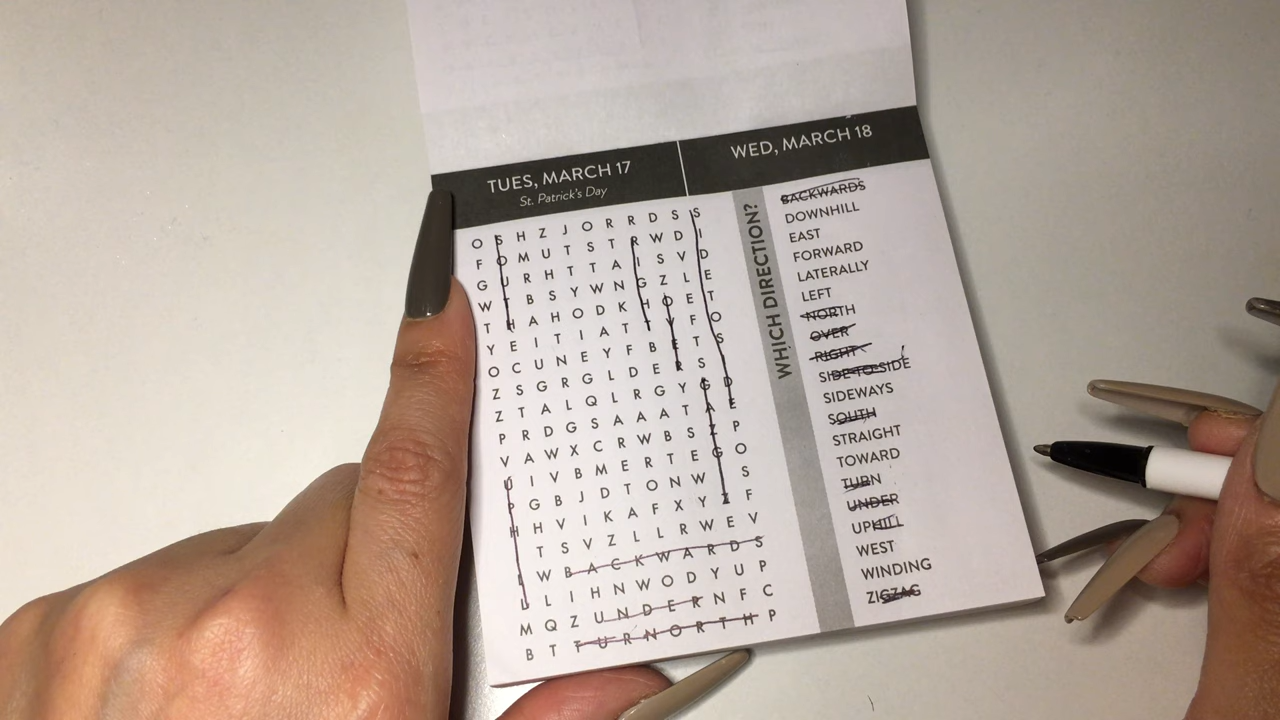 TUES, MARCH 17
St. Patrick's Day
WED, MARCH 18
O S H Z J O R R D S S
F O M U T S T R W D I
G U R H T T A I S V D
W T B S Y W N G Z L E
T H A H O D K H O E T
Y E I T I A T T V F O
O C U N E Y F B E T S
Z S G R G L D E R S I
Z T A L Q L R G Y G D
P R D G S A A A T A E
V A W X C R W B S Z P
U I V B M E R T E G O
P G B J D T O N W I S
H H V I K A F X Y Z F
I T S V Z L L R W E V
L W B A C K W A R D S
L L I H N W O D Y U P
M Q Z U N D E R N F C
B T T U R N O R T H P
WHICH DIRECTION?
BACKWARDS
DOWNHILL
EAST
FORWARD
LATERALLY
LEFT
NORTH
OVER
RIGHT
SIDE-TO-SIDE
SIDEWAYS
SOUTH
STRAIGHT
TOWARD
TURN
UNDER
UPHILL
WEST
WINDING
ZIGZAG